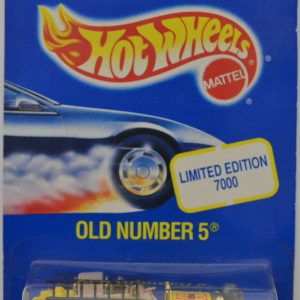 Hot Wheels
®
MATTEL
LIMITED EDITION
7000
OLD NUMBER 5®